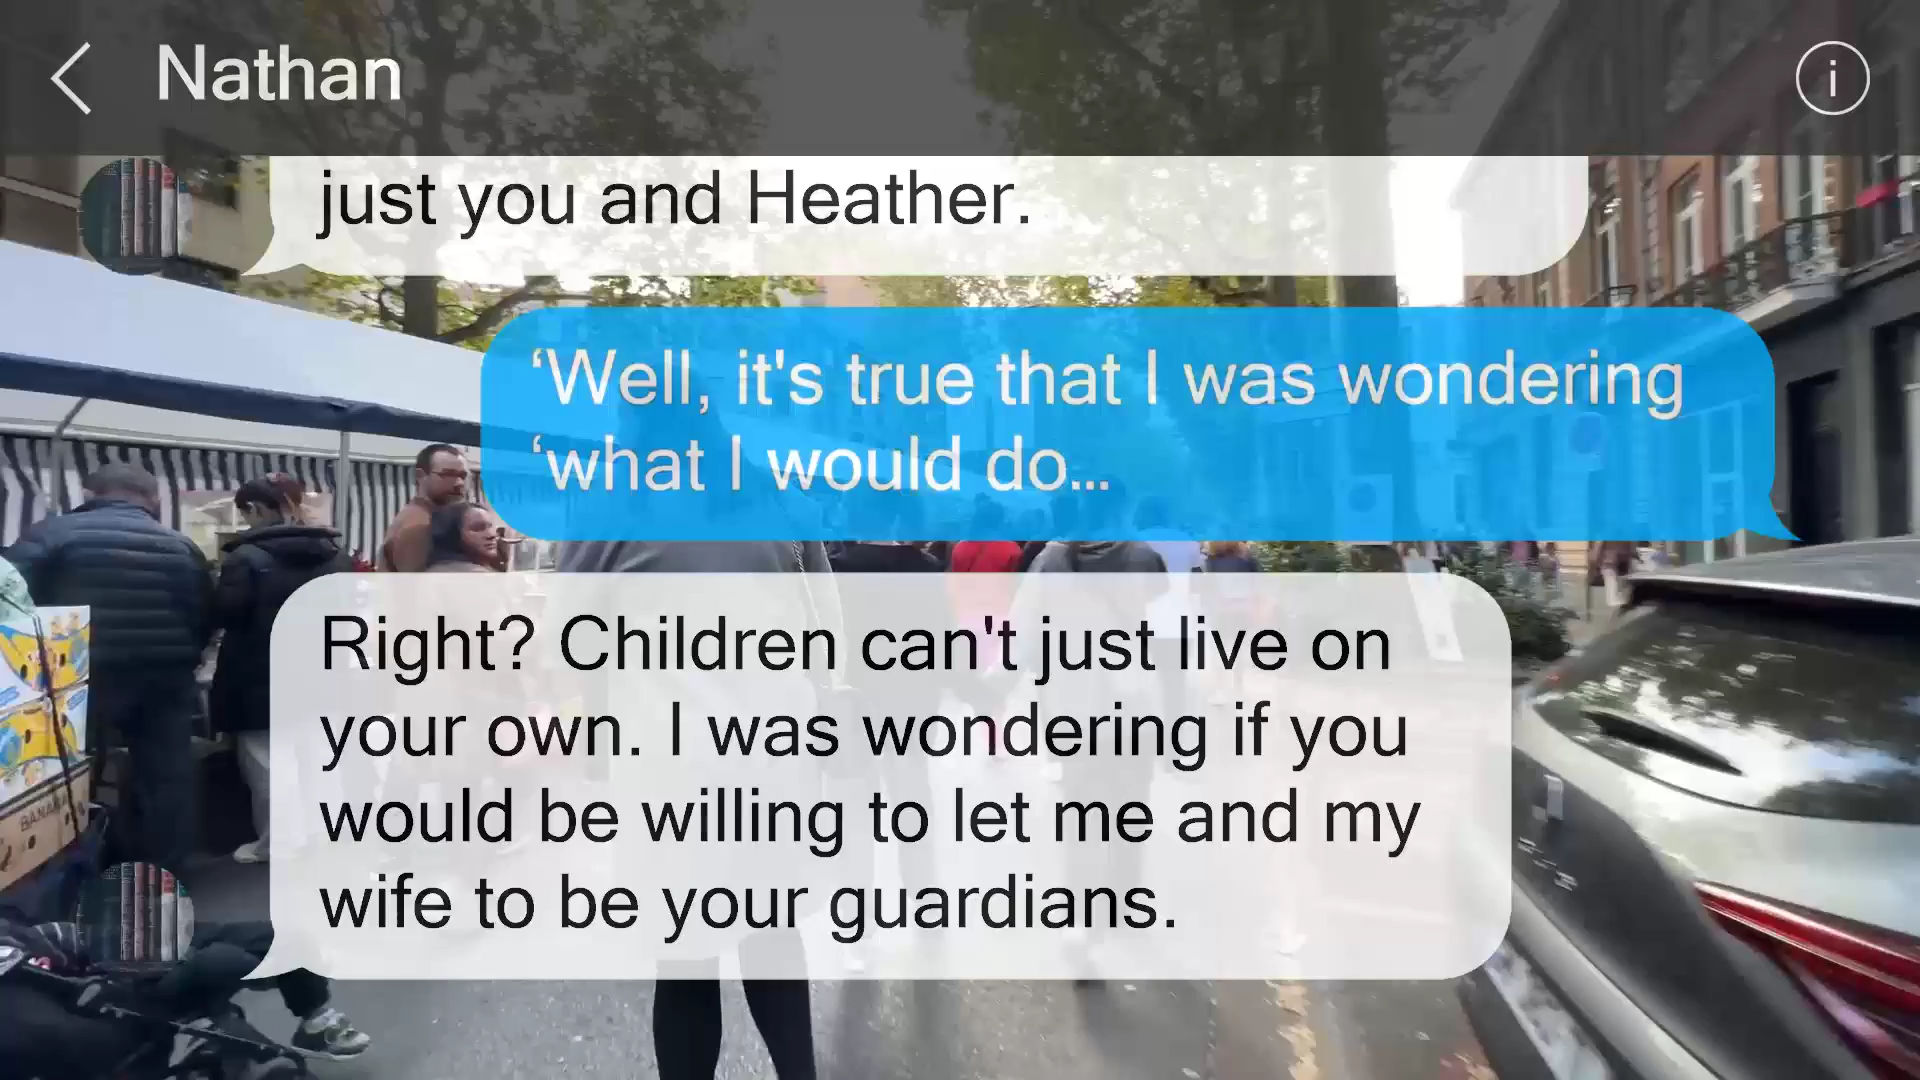 Nathan
i
just you and Heather.
‘Well, it's true that I was wondering
‘what I would do...
Right? Children can't just live on
your own. I was wondering if you
would be willing to let me and my
wife to be your guardians.
BANANA